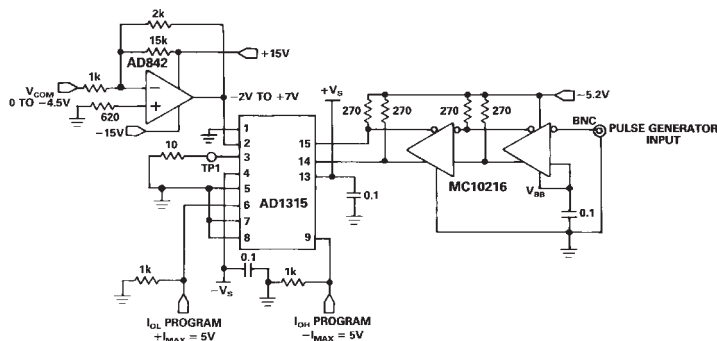 2k
15k
AD842
+15V
1k
V_COM
0 TO −4.5V
620
−15V
−2V TO +7V
+V_S
270
270
270
270
−5.2V
BNC
PULSE GENERATOR
INPUT
10
TP1
1
2
3
4
5
6
7
8
AD1315
15
14
13
9
0.1
MC10216
V_BB
0.1
1k
0.1
1k
−V_S
I_OL PROGRAM
+I_MAX = 5V
I_OH PROGRAM
−I_MAX = 5V